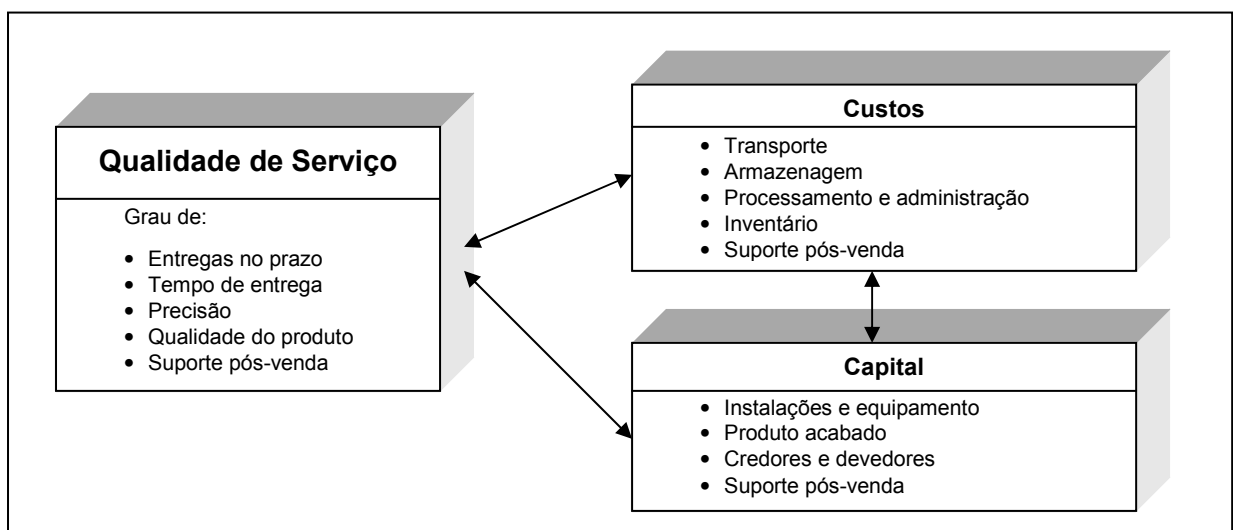 Qualidade de Serviço
Grau de:
• Entregas no prazo
• Tempo de entrega
• Precisão
• Qualidade do produto
• Suporte pós-venda
Custos
• Transporte
• Armazenagem
• Processamento e administração
• Inventário
• Suporte pós-venda
Capital
• Instalações e equipamento
• Produto acabado
• Credores e devedores
• Suporte pós-venda